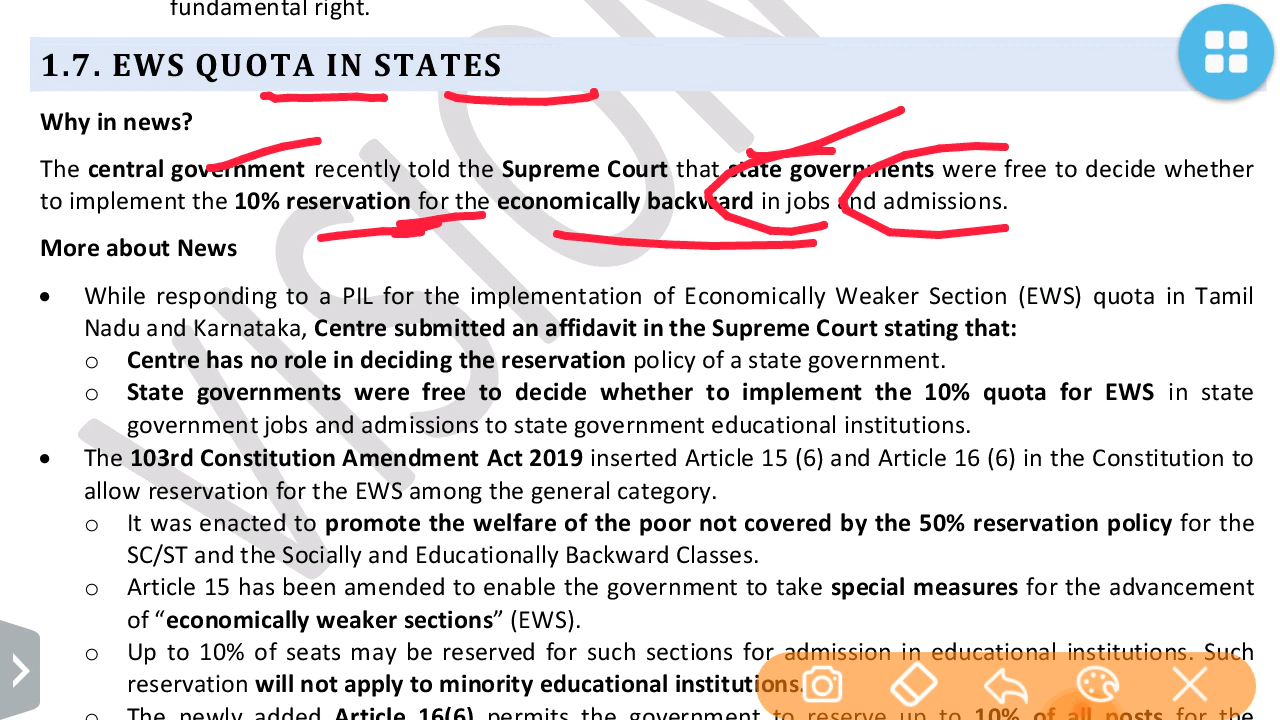 fundamental right.
1.7. EWS QUOTA IN STATES
Why in news?
The central government recently told the Supreme Court that state governments were free to decide whether
to implement the 10% reservation for the economically backward in jobs and admissions.
More about News
• While responding to a PIL for the implementation of Economically Weaker Section (EWS) quota in Tamil
Nadu and Karnataka, Centre submitted an affidavit in the Supreme Court stating that:
o Centre has no role in deciding the reservation policy of a state government.
o State governments were free to decide whether to implement the 10% quota for EWS in state
government jobs and admissions to state government educational institutions.
• The 103rd Constitution Amendment Act 2019 inserted Article 15 (6) and Article 16 (6) in the Constitution to
allow reservation for the EWS among the general category.
o It was enacted to promote the welfare of the poor not covered by the 50% reservation policy for the
SC/ST and the Socially and Educationally Backward Classes.
o Article 15 has been amended to enable the government to take special measures for the advancement
of “economically weaker sections” (EWS).
o Up to 10% of seats may be reserved for such sections for admission in educational institutions. Such
reservation will not apply to minority educational institutions.
o The newly added Article 16(6) permits the government to reserve up to 10% of all posts for the
VISION